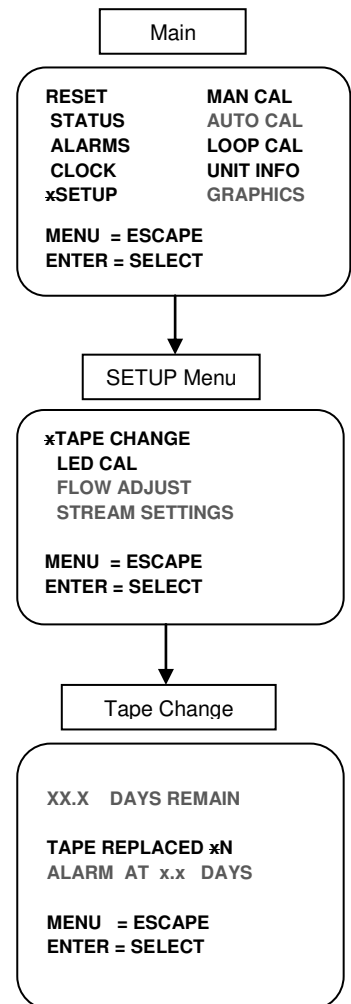 Main
RESET MAN CAL
STATUS AUTO CAL
ALARMS LOOP CAL
CLOCK UNIT INFO
xSETUP GRAPHICS
MENU = ESCAPE
ENTER = SELECT
SETUP Menu
xTAPE CHANGE
LED CAL
FLOW ADJUST
STREAM SETTINGS
MENU = ESCAPE
ENTER = SELECT
Tape Change
XX.X DAYS REMAIN
TAPE REPLACED xN
ALARM AT x.x DAYS
MENU = ESCAPE
ENTER = SELECT